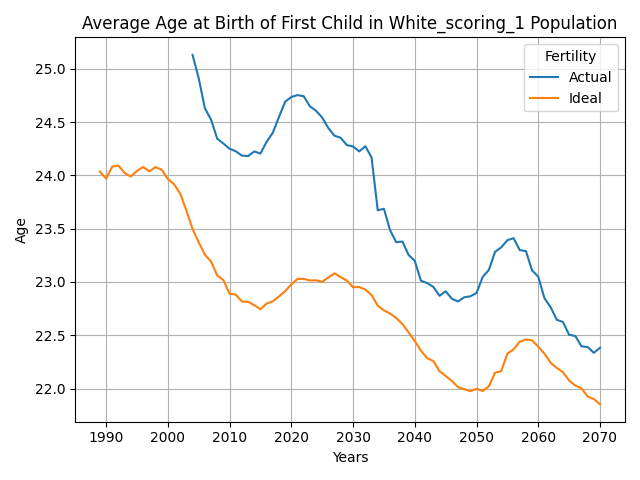 Average Age at Birth of First Child in White_scoring_1 Population
Fertility
Actual
Ideal
25.0
24.5
24.0
23.5
23.0
22.5
22.0
Age
1990 2000 2010 2020 2030 2040 2050 2060 2070
Years